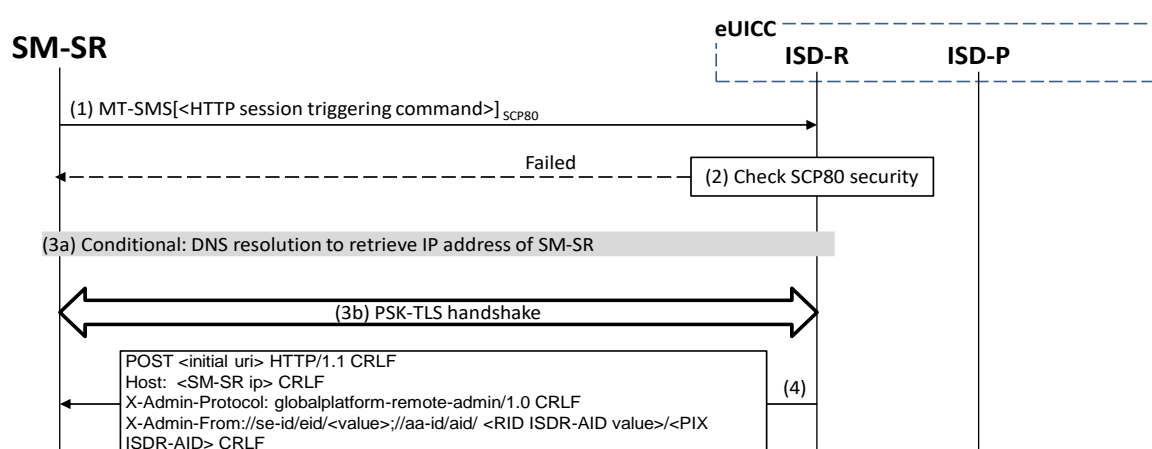 eUICC
SM-SR
ISD-R
ISD-P
(1) MT-SMS[<HTTP session triggering command>] SCP80
Failed
(2) Check SCP80 security
(3a) Conditional: DNS resolution to retrieve IP address of SM-SR
(3b) PSK-TLS handshake
POST <initial uri> HTTP/1.1 CRLF
Host: <SM-SR ip> CRLF
(4)
X-Admin-Protocol: globalplatform-remote-admin/1.0 CRLF
X-Admin-From://se-id/eid/<value>;//aa-id/aid/ <RID ISDR-AID value>/<PIX
ISDR-AID> CRLF